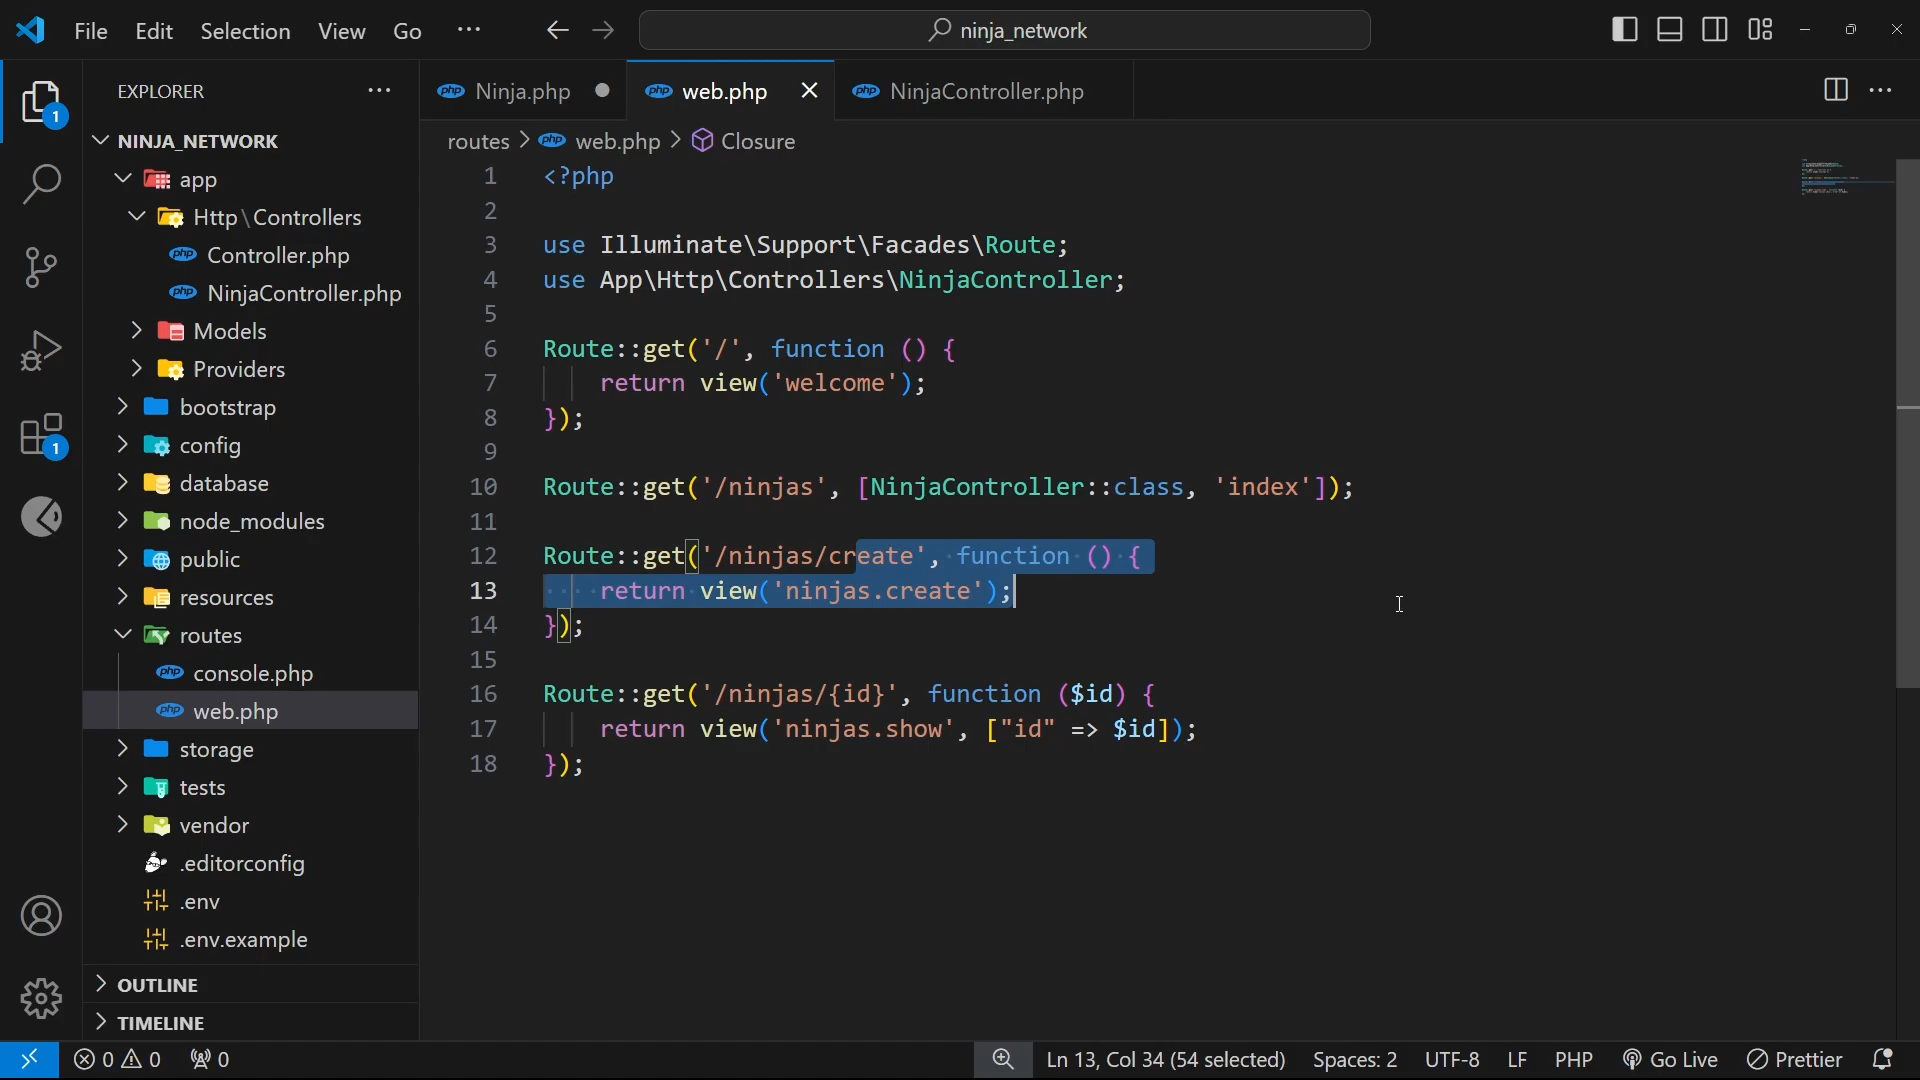 File Edit Selection View Go ··· ninja_network
EXPLORER ···
NINJA_NETWORK
app
Http\Controllers
Controller.php
NinjaController.php
Models
Providers
bootstrap
config
database
node_modules
public
resources
routes
console.php
web.php
storage
tests
vendor
.editorconfig
.env
.env.example
OUTLINE
TIMELINE
php Ninja.php php web.php php NinjaController.php
routes > php web.php > Closure
1 <?php
2
3 use Illuminate\Support\Facades\Route;
4 use App\Http\Controllers\NinjaController;
5
6 Route::get('/', function () {
7     return view('welcome');
8 });
9
10 Route::get('/ninjas', [NinjaController::class, 'index']);
11
12 Route::get('/ninjas/create', function () {
13     return view('ninjas.create');
14 });
15
16 Route::get('/ninjas/{id}', function ($id) {
17     return view('ninjas.show', ["id" => $id]);
18 });
1
1
0 0 0 Ln 13, Col 34 (54 selected) Spaces: 2 UTF-8 LF PHP Go Live Prettier